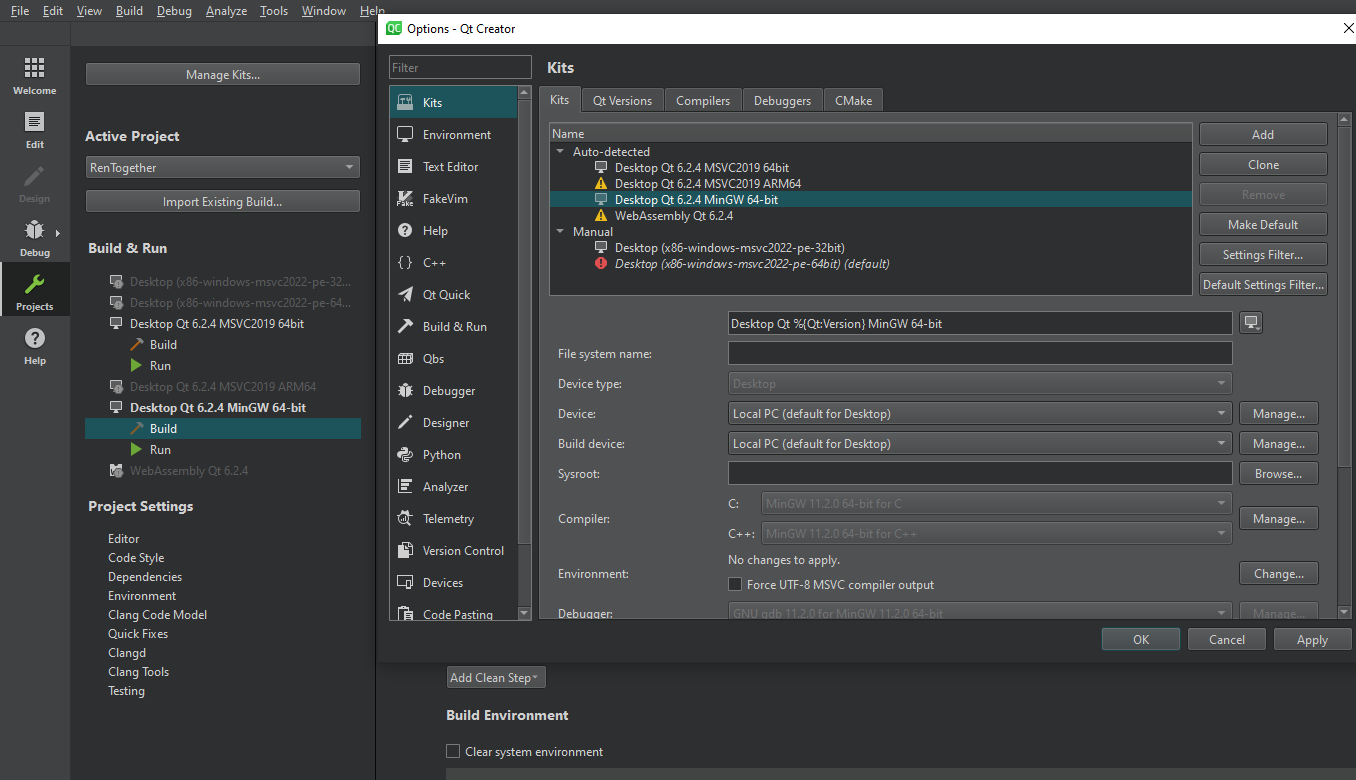 File Edit View Build Debug Analyze Tools Window Help
QC Options - Qt Creator
Welcome
Edit
Design
Debug
Projects
Help
Manage Kits...
Active Project
RenTogether
Import Existing Build...
Build & Run
Desktop (x86-windows-msvc2022-pe-32...
Desktop (x86-windows-msvc2022-pe-64...
Desktop Qt 6.2.4 MSVC2019 64bit
Build
Run
Desktop Qt 6.2.4 MSVC2019 ARM64
Desktop Qt 6.2.4 MinGW 64-bit
Build
Run
WebAssembly Qt 6.2.4
Project Settings
Editor
Code Style
Dependencies
Environment
Clang Code Model
Quick Fixes
Clangd
Clang Tools
Testing
Filter
Kits
Environment
Text Editor
FakeVim
Help
C++
Qt Quick
Build & Run
Qbs
Debugger
Designer
Python
Analyzer
Telemetry
Version Control
Devices
Code Pasting
Kits
Kits Qt Versions Compilers Debuggers CMake
Name
Auto-detected
Desktop Qt 6.2.4 MSVC2019 64bit
Desktop Qt 6.2.4 MSVC2019 ARM64
Desktop Qt 6.2.4 MinGW 64-bit
WebAssembly Qt 6.2.4
Manual
Desktop (x86-windows-msvc2022-pe-32bit)
Desktop (x86-windows-msvc2022-pe-64bit) (default)
Add
Clone
Remove
Make Default
Settings Filter...
Default Settings Filter...
Desktop Qt %{Qt:Version} MinGW 64-bit
File system name:
Device type: Desktop
Device: Local PC (default for Desktop) Manage...
Build device: Local PC (default for Desktop) Manage...
Sysroot: Browse...
Compiler: C: MinGW 11.2.0 64-bit for C
C++: MinGW 11.2.0 64-bit for C++ Manage...
Environment: No changes to apply. Change...
Force UTF-8 MSVC compiler output
Debugger: GNU gdb 11.2.0 for MinGW 11.2.0 64-bit Manage...
OK Cancel Apply
Add Clean Step
Build Environment
Clear system environment